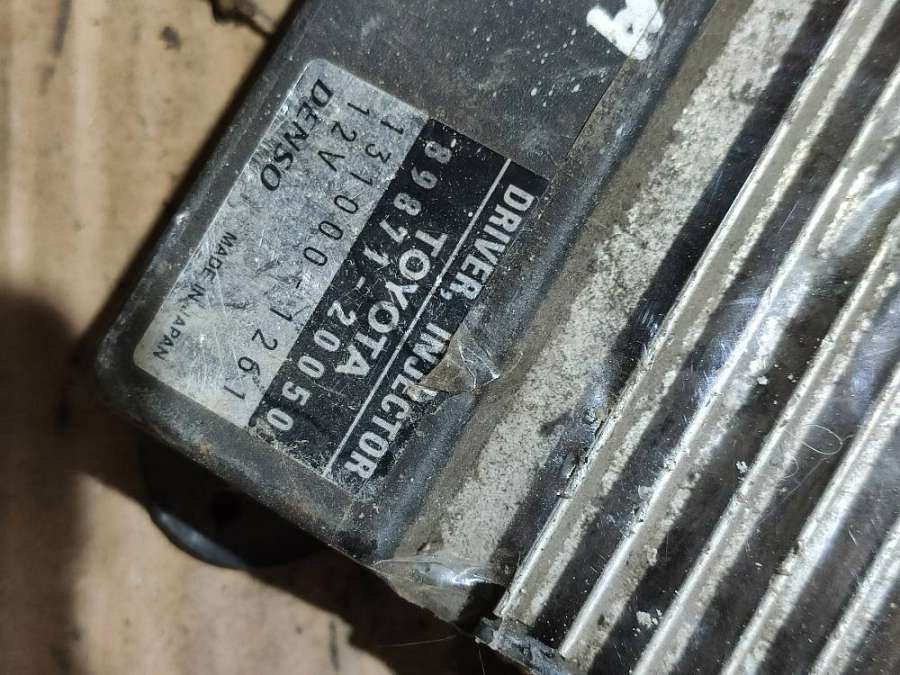 DRIVER, INJECTOR
TOYOTA
89871-20050
131000-1261
12V
DENSO MADE IN JAPAN